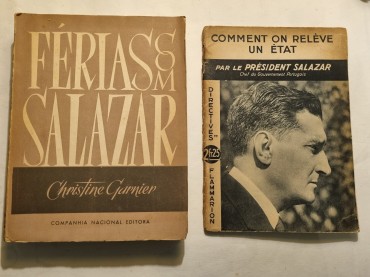 FÉRIAS COM
SALAZAR
Christine Garnier
COMPANHIA NACIONAL EDITORA
COMMENT ON RELÈVE
UN ÉTAT
PAR LE PRÉSIDENT SALAZAR
Chef du Gouvernement Portugais
DIRECTIVES
2fr25
FLAMMARION